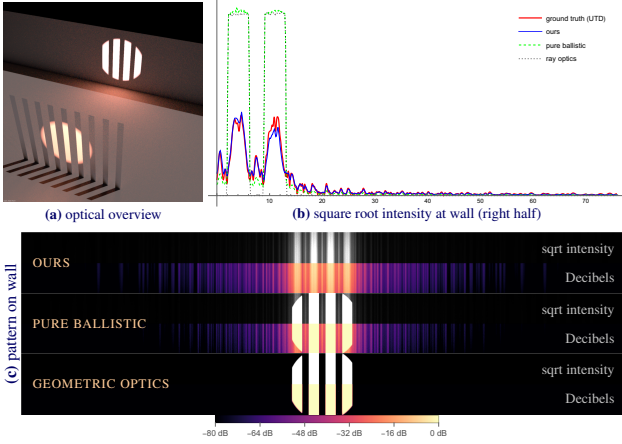 ground truth (UTD)
ours
pure ballistic
ray optics
10 20 30 40 50 60 70
(a) optical overview
(b) square root intensity at wall (right half)
(c) pattern on wall
OURS
sqrt intensity
Decibels
PURE BALLISTIC
sqrt intensity
Decibels
GEOMETRIC OPTICS
sqrt intensity
Decibels
−80 dB −64 dB −48 dB −32 dB −16 dB 0 dB